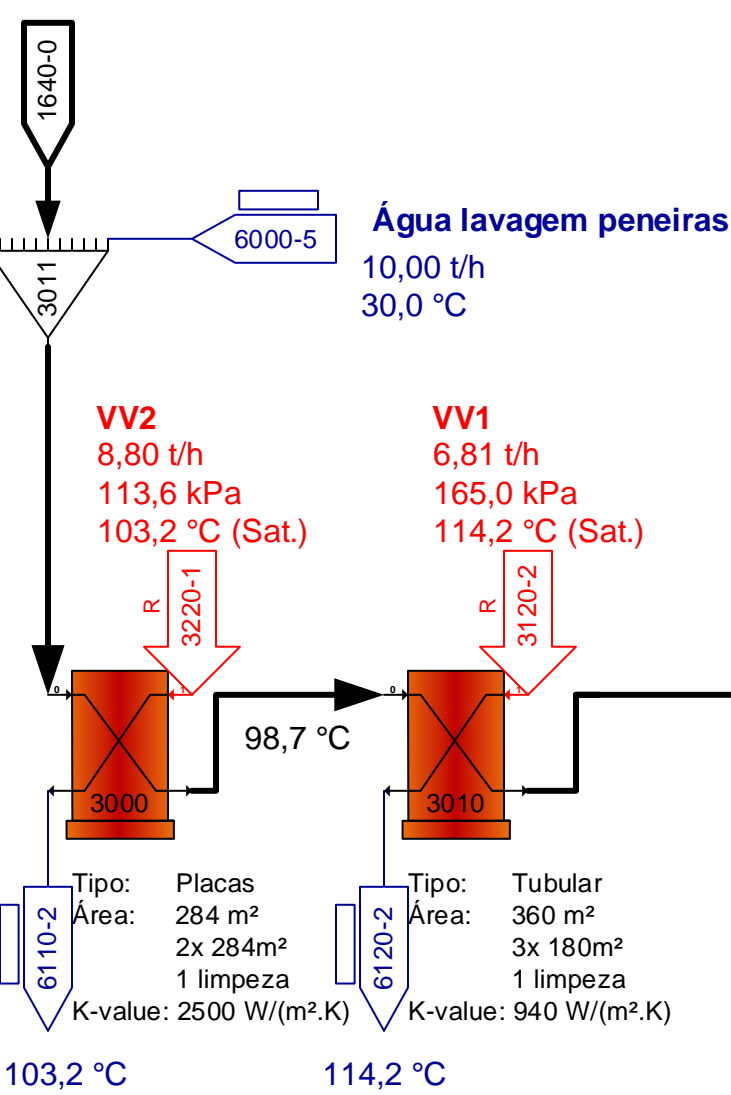 1640-0
6000-5
Água lavagem peneiras
10,00 t/h
30,0 °C
3011
VV2
8,80 t/h
113,6 kPa
103,2 °C (Sat.)
R
3220-1
VV1
6,81 t/h
165,0 kPa
114,2 °C (Sat.)
R
3120-2
0
1
98,7 °C
0
1
3000
3010
6110-2
Tipo: Placas
Área: 284 m²
2x 284m²
1 limpeza
K-value: 2500 W/(m².K)
103,2 °C
6120-2
Tipo: Tubular
Área: 360 m²
3x 180m²
1 limpeza
K-value: 940 W/(m².K)
114,2 °C